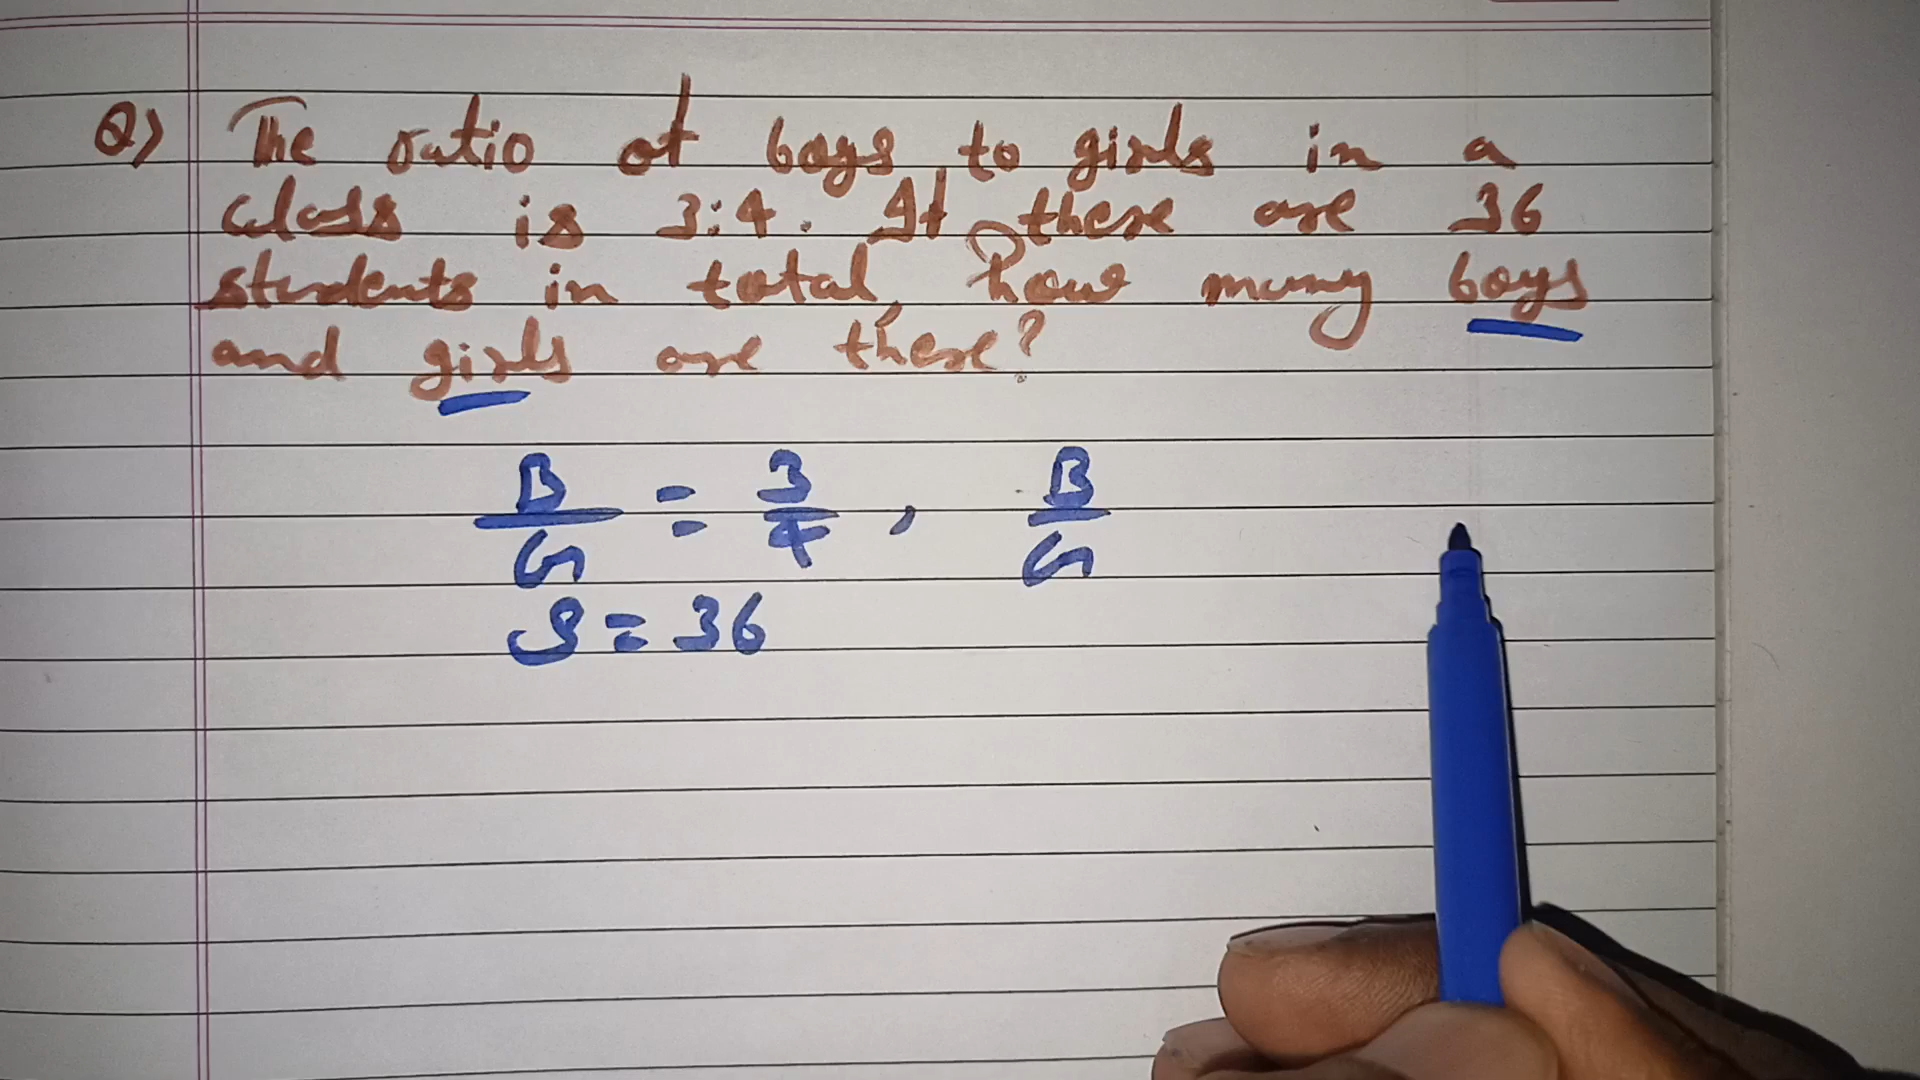 Q) The ratio of boys to girls in a
class is 3:4. If there are 36
students in total, how many boys
and girls are there?
B/G = 3/4, B/G
S = 36